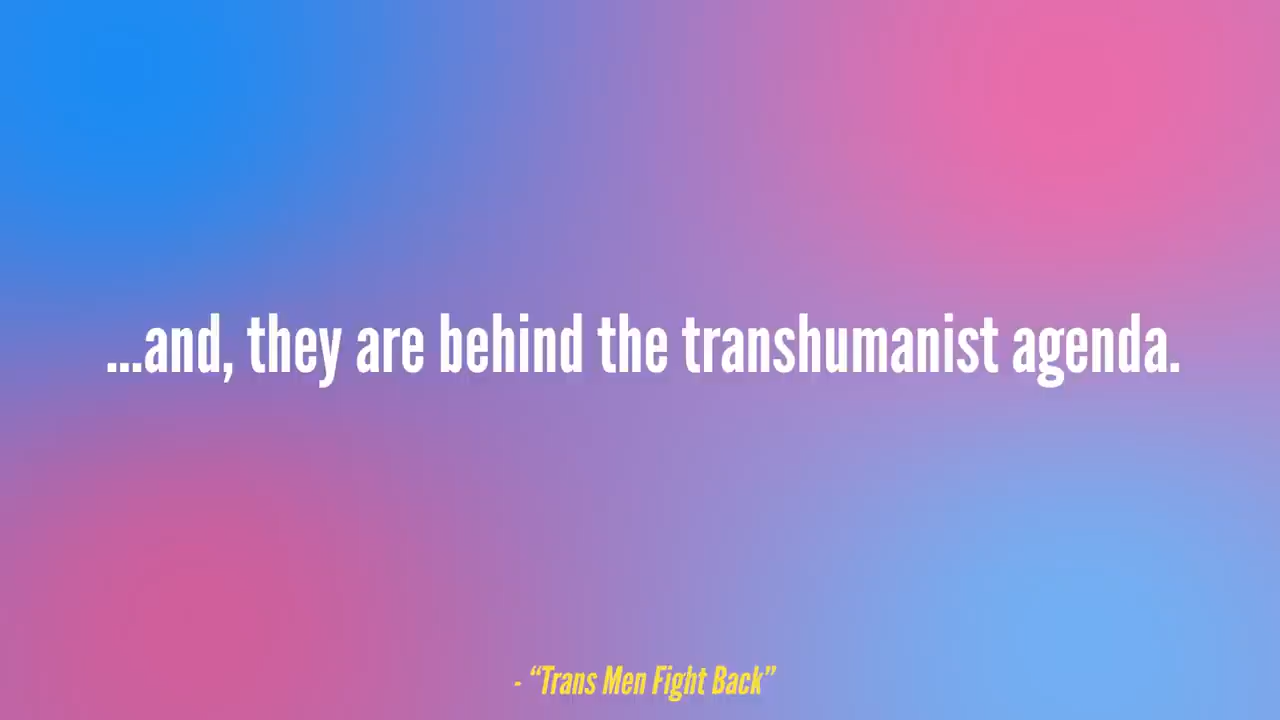 ...and, they are behind the transhumanist agenda.
- “Trans Men Fight Back”